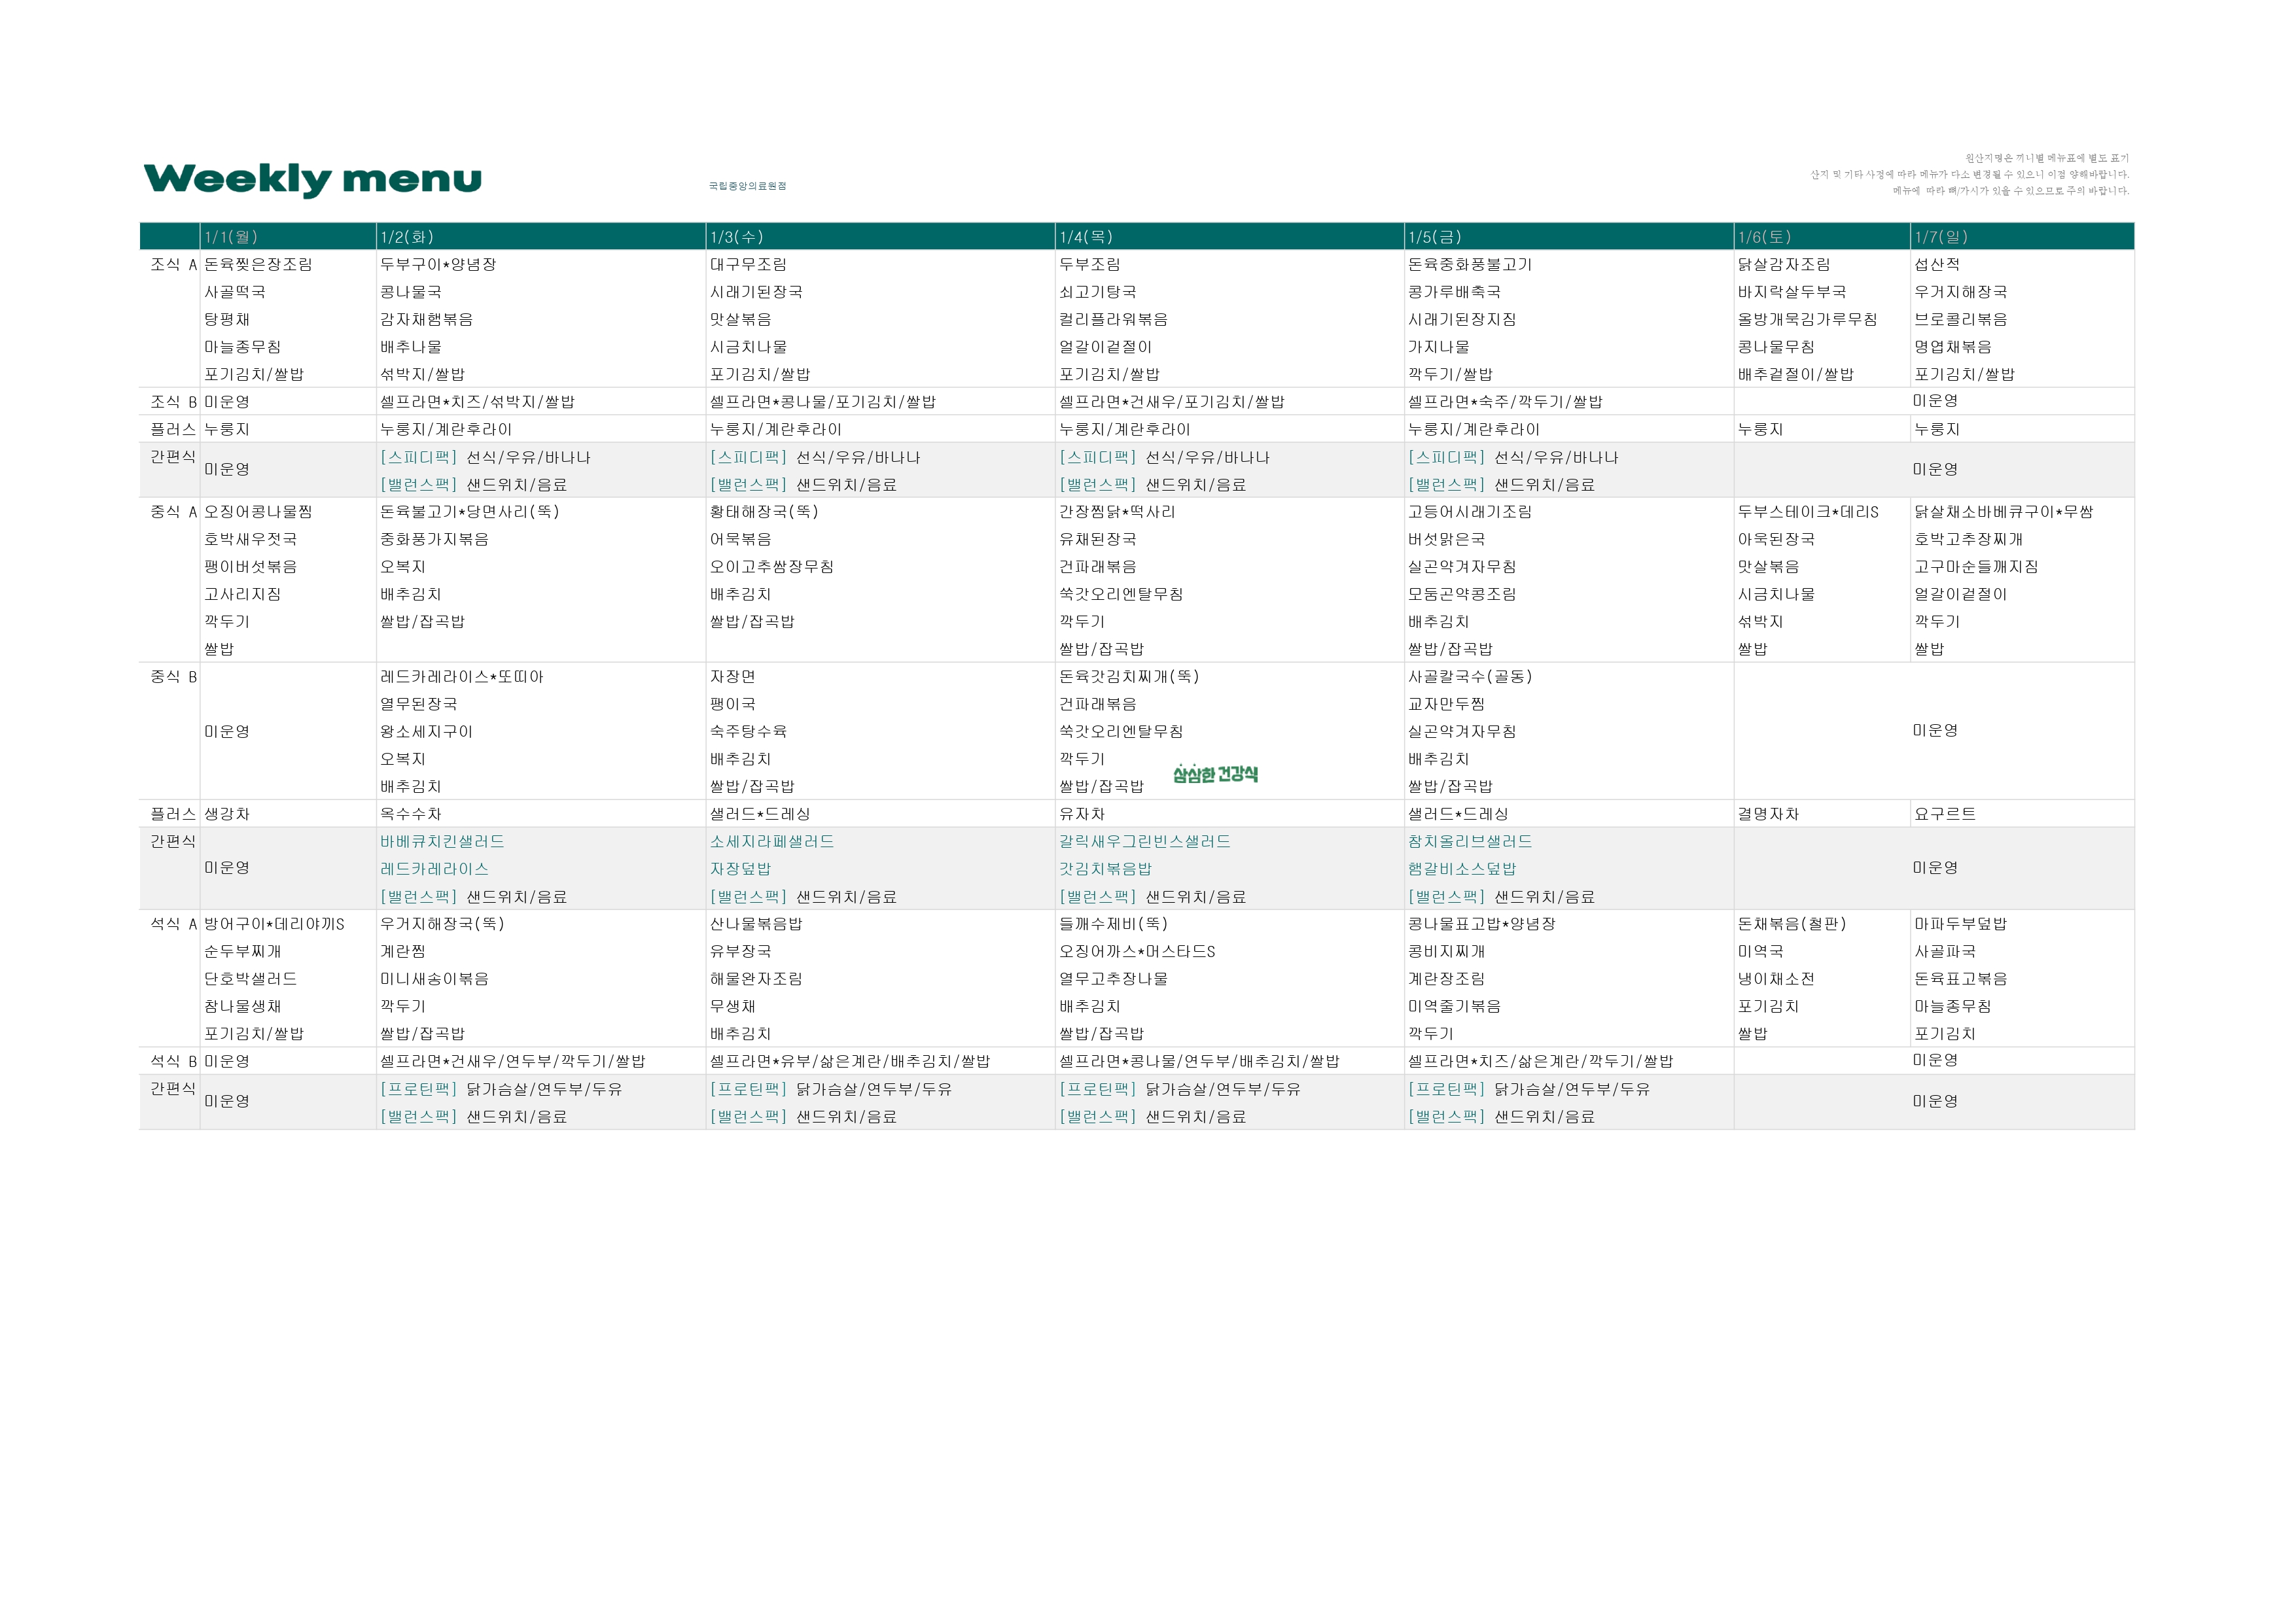 Weekly menu
국립중앙의료원점
원산지명은 끼니별 메뉴표에 별도 표기
산지 및 기타 사정에 따라 메뉴가 다소 변경될 수 있으니 이점 양해바랍니다.
메뉴에 따라 뼈/가시가 있을 수 있으므로 주의 바랍니다.
1/1(월) 1/2(화) 1/3(수) 1/4(목) 1/5(금) 1/6(토) 1/7(일)
조식 A 돈육찢은장조림 두부구이*양념장 대구무조림 두부조림 돈육중화풍불고기 닭살감자조림 섭산적
사골떡국 콩나물국 시래기된장국 쇠고기탕국 콩가루배축국 바지락살두부국 우거지해장국
탕평채 감자채햄볶음 맛살볶음 컬리플라워볶음 시래기된장지짐 올방개묵김가루무침 브로콜리볶음
마늘종무침 배추나물 시금치나물 얼갈이겉절이 가지나물 콩나물무침 명엽채볶음
포기김치/쌀밥 섞박지/쌀밥 포기김치/쌀밥 포기김치/쌀밥 깍두기/쌀밥 배추겉절이/쌀밥 포기김치/쌀밥
조식 B 미운영 셀프라면*치즈/섞박지/쌀밥 셀프라면*콩나물/포기김치/쌀밥 셀프라면*건새우/포기김치/쌀밥 셀프라면*숙주/깍두기/쌀밥 미운영
플러스 누룽지 누룽지/계란후라이 누룽지/계란후라이 누룽지/계란후라이 누룽지/계란후라이 누룽지 누룽지
간편식 미운영 [스피디팩] 선식/우유/바나나 [스피디팩] 선식/우유/바나나 [스피디팩] 선식/우유/바나나 [스피디팩] 선식/우유/바나나 미운영
[밸런스팩] 샌드위치/음료 [밸런스팩] 샌드위치/음료 [밸런스팩] 샌드위치/음료 [밸런스팩] 샌드위치/음료
중식 A 오징어콩나물찜 돈육불고기*당면사리(뚝) 황태해장국(뚝) 간장찜닭*떡사리 고등어시래기조림 두부스테이크*데리S 닭살채소바베큐구이*무쌈
호박새우젓국 중화풍가지볶음 어묵볶음 유채된장국 버섯맑은국 아욱된장국 호박고추장찌개
팽이버섯볶음 오복지 오이고추쌈장무침 건파래볶음 실곤약겨자무침 맛살볶음 고구마순들깨지짐
고사리지짐 배추김치 배추김치 쑥갓오리엔탈무침 모둠곤약콩조림 시금치나물 얼갈이겉절이
깍두기 쌀밥/잡곡밥 쌀밥/잡곡밥 깍두기 배추김치 섞박지 깍두기
쌀밥 쌀밥/잡곡밥 쌀밥/잡곡밥 쌀밥 쌀밥
중식 B 레드카레라이스*또띠아 자장면 돈육갓김치찌개(뚝) 사골칼국수(골동)
열무된장국 팽이국 건파래볶음 교자만두찜
미운영 왕소세지구이 숙주탕수육 쑥갓오리엔탈무침 실곤약겨자무침 미운영
오복지 배추김치 깍두기 배추김치
배추김치 쌀밥/잡곡밥 쌀밥/잡곡밥 삼삼한 건강식 쌀밥/잡곡밥
플러스 생강차 옥수수차 샐러드*드레싱 유자차 샐러드*드레싱 결명자차 요구르트
간편식 바베큐치킨샐러드 소세지라페샐러드 갈릭새우그린빈스샐러드 참치올리브샐러드
미운영 레드카레라이스 자장덮밥 갓김치볶음밥 햄갈비소스덮밥 미운영
[밸런스팩] 샌드위치/음료 [밸런스팩] 샌드위치/음료 [밸런스팩] 샌드위치/음료 [밸런스팩] 샌드위치/음료
석식 A 방어구이*데리야끼S 우거지해장국(뚝) 산나물볶음밥 들깨수제비(뚝) 콩나물표고밥*양념장 돈채볶음(철판) 마파두부덮밥
순두부찌개 계란찜 유부장국 오징어까스*머스타드S 콩비지찌개 미역국 사골파국
단호박샐러드 미니새송이볶음 해물완자조림 열무고추장나물 계란장조림 냉이채소전 돈육표고볶음
참나물생채 깍두기 무생채 배추김치 미역줄기볶음 포기김치 마늘종무침
포기김치/쌀밥 쌀밥/잡곡밥 배추김치 쌀밥/잡곡밥 깍두기 쌀밥 포기김치
석식 B 미운영 셀프라면*건새우/연두부/깍두기/쌀밥 셀프라면*유부/삶은계란/배추김치/쌀밥 셀프라면*콩나물/연두부/배추김치/쌀밥 셀프라면*치즈/삶은계란/깍두기/쌀밥 미운영
간편식 미운영 [프로틴팩] 닭가슴살/연두부/두유 [프로틴팩] 닭가슴살/연두부/두유 [프로틴팩] 닭가슴살/연두부/두유 [프로틴팩] 닭가슴살/연두부/두유 미운영
[밸런스팩] 샌드위치/음료 [밸런스팩] 샌드위치/음료 [밸런스팩] 샌드위치/음료 [밸런스팩] 샌드위치/음료